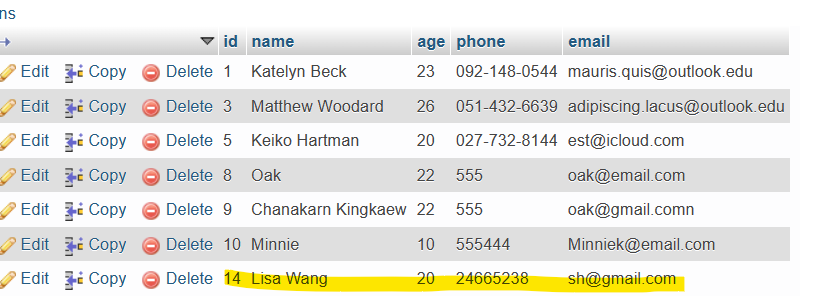 ns
id name age phone email
Edit Copy Delete 1 Katelyn Beck 23 092-148-0544 mauris.quis@outlook.edu
Edit Copy Delete 3 Matthew Woodard 26 051-432-6639 adipiscing.lacus@outlook.edu
Edit Copy Delete 5 Keiko Hartman 20 027-732-8144 est@icloud.com
Edit Copy Delete 8 Oak 22 555 oak@email.com
Edit Copy Delete 9 Chanakarn Kingkaew 22 555 oak@gmail.comn
Edit Copy Delete 10 Minnie 10 555444 Minniek@email.com
Edit Copy Delete 14 Lisa Wang 20 24665238 sh@gmail.com